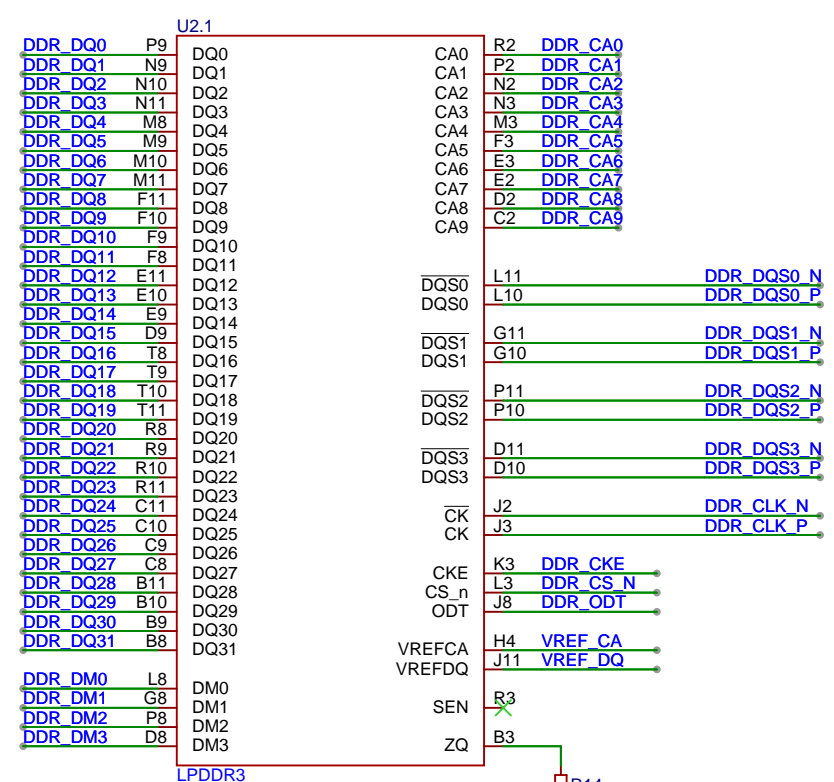 U2.1
DDR_DQ0 P9 DQ0 CA0 R2 DDR_CA0
DDR_DQ1 N9 DQ1 CA1 P2 DDR_CA1
DDR_DQ2 N10 DQ2 CA2 N2 DDR_CA2
DDR_DQ3 N11 DQ3 CA3 N3 DDR_CA3
DDR_DQ4 M8 DQ4 CA4 M3 DDR_CA4
DDR_DQ5 M9 DQ5 CA5 F3 DDR_CA5
DDR_DQ6 M10 DQ6 CA6 E3 DDR_CA6
DDR_DQ7 M11 DQ7 CA7 E2 DDR_CA7
DDR_DQ8 F11 DQ8 CA8 D2 DDR_CA8
DDR_DQ9 F10 DQ9 CA9 C2 DDR_CA9
DDR_DQ10 F9 DQ10
DDR_DQ11 F8 DQ11
DDR_DQ12 E11 DQ12 DQS0 L11 DDR_DQS0_N
DDR_DQ13 E10 DQ13 DQS0 L10 DDR_DQS0_P
DDR_DQ14 E9 DQ14
DDR_DQ15 D9 DQ15 DQS1 G11 DDR_DQS1_N
DDR_DQ16 T8 DQ16 DQS1 G10 DDR_DQS1_P
DDR_DQ17 T9 DQ17
DDR_DQ18 T10 DQ18 DQS2 P11 DDR_DQS2_N
DDR_DQ19 T11 DQ19 DQS2 P10 DDR_DQS2_P
DDR_DQ20 R8 DQ20
DDR_DQ21 R9 DQ21 DQS3 D11 DDR_DQS3_N
DDR_DQ22 R10 DQ22 DQS3 D10 DDR_DQS3_P
DDR_DQ23 R11 DQ23
DDR_DQ24 C11 DQ24 CK J2 DDR_CLK_N
DDR_DQ25 C10 DQ25 CK J3 DDR_CLK_P
DDR_DQ26 C9 DQ26
DDR_DQ27 C8 DQ27 CKE K3 DDR_CKE
DDR_DQ28 B11 DQ28 CS_n L3 DDR_CS_N
DDR_DQ29 B10 DQ29 ODT J8 DDR_ODT
DDR_DQ30 B9 DQ30
DDR_DQ31 B8 DQ31 VREFCA H4 VREF_CA
VREFDQ J11 VREF_DQ
DDR_DM0 L8 DM0
DDR_DM1 G8 DM1 SEN R3
DDR_DM2 P8 DM2
DDR_DM3 D8 DM3 ZQ B3
LPDDR3